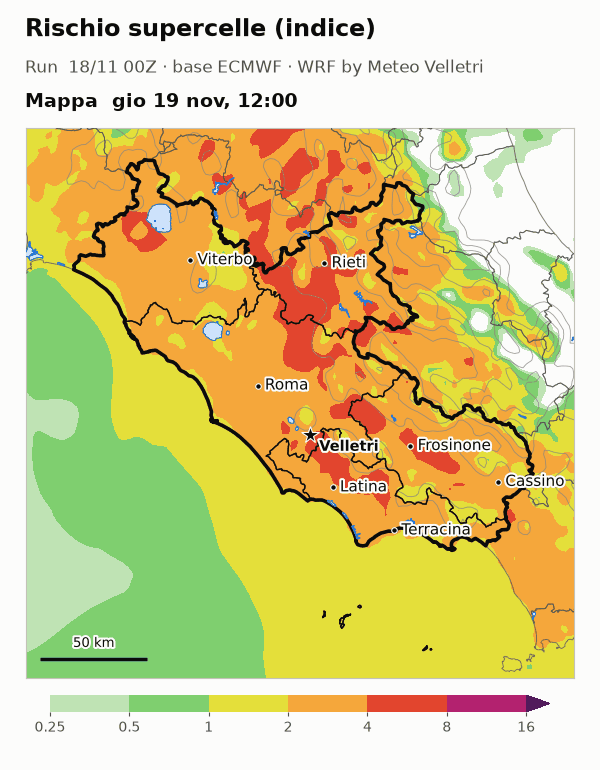 Rischio supercelle (indice)
Run  18/11 00Z · base ECMWF · WRF by Meteo Velletri
Mappa  gio 19 nov, 12:00
Viterbo
Rieti
Roma
Velletri
Frosinone
Latina
Cassino
Terracina
50 km
0.25 0.5 1 2 4 8 16